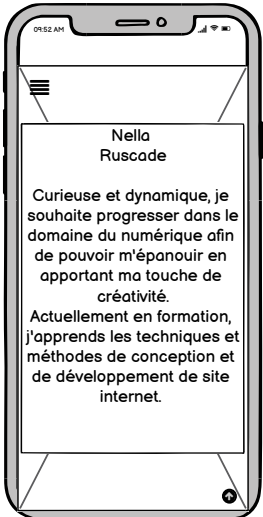 09:52 AM
Nella
Ruscade
Curieuse et dynamique, je
souhaite progresser dans le
domaine du numérique afin
de pouvoir m'épanouir en
apportant ma touche de
créativité.
Actuellement en formation,
j'apprends les techniques et
méthodes de conception et
de développement de site
internet.